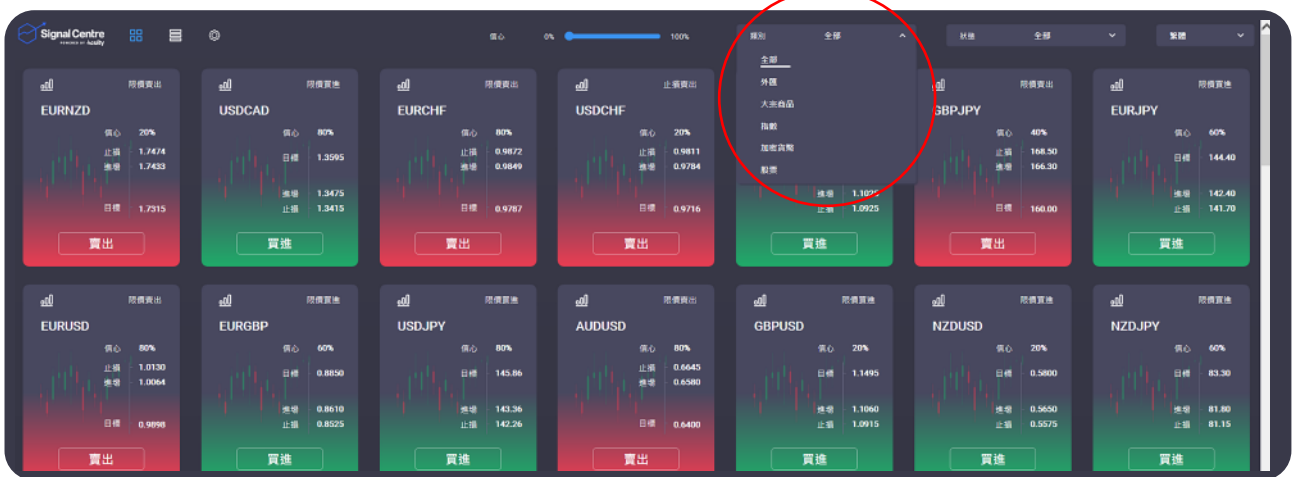 Signal Centre
POWERED BY Acuity
信心 0% 100%
類別 全部
狀態 全部
繁體
全部
外匯
大宗商品
指數
加密貨幣
股票
限價賣出
EURNZD
信心 20%
止損 1.7474
進場 1.7433
目標 1.7315
賣出
限價買進
USDCAD
信心 80%
目標 1.3595
進場 1.3475
止損 1.3415
買進
限價賣出
EURCHF
信心 80%
止損 0.9872
進場 0.9849
目標 0.9787
賣出
止損賣出
USDCHF
信心 20%
止損 0.9811
進場 0.9784
目標 0.9716
賣出
進場 1.1025
止損 1.0925
買進
限價賣出
GBPJPY
信心 40%
止損 168.50
進場 166.30
目標 160.00
賣出
限價買進
EURJPY
信心 60%
目標 144.40
進場 142.40
止損 141.70
買進
限價賣出
EURUSD
信心 80%
止損 1.0130
進場 1.0064
目標 0.9898
賣出
限價買進
EURGBP
信心 60%
目標 0.8850
進場 0.8610
止損 0.8525
買進
限價買進
USDJPY
信心 80%
目標 145.86
進場 143.36
止損 142.26
買進
限價賣出
AUDUSD
信心 80%
止損 0.6645
進場 0.6580
目標 0.6400
賣出
限價買進
GBPUSD
信心 20%
目標 1.1495
進場 1.1060
止損 1.0915
買進
限價買進
NZDUSD
信心 20%
目標 0.5800
進場 0.5650
止損 0.5575
買進
限價買進
NZDJPY
信心 60%
目標 83.30
進場 81.80
止損 81.15
買進